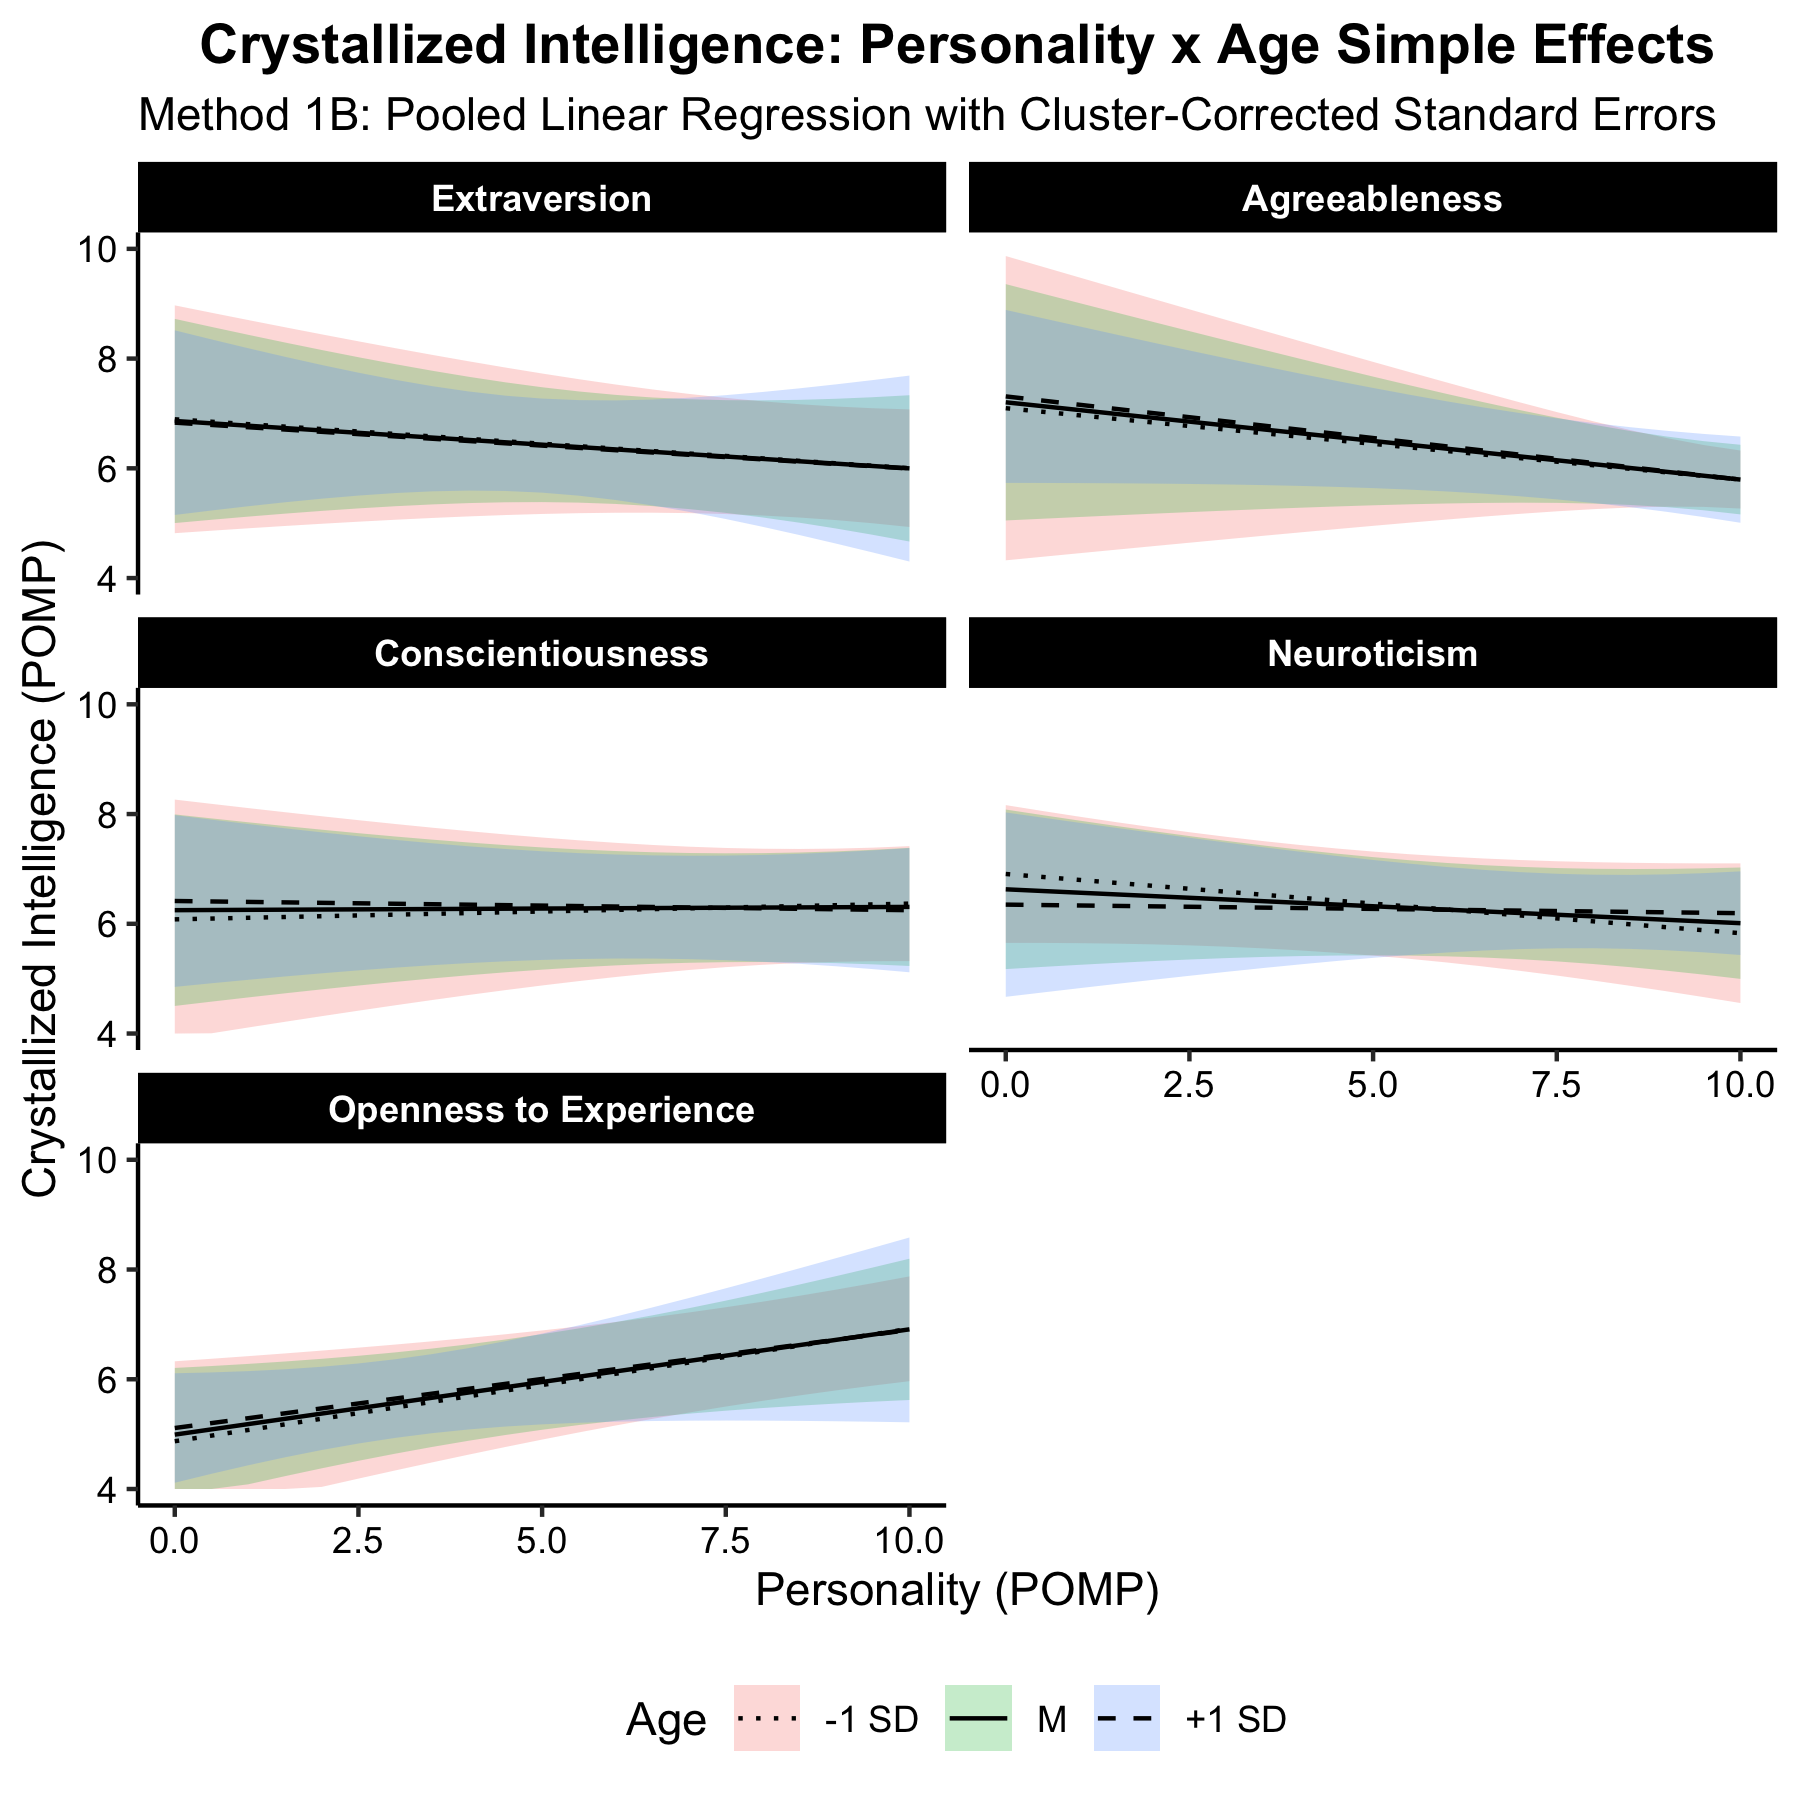 Crystallized Intelligence: Personality x Age Simple Effects
Method 1B: Pooled Linear Regression with Cluster-Corrected Standard Errors
Crystallized Intelligence (POMP)
Extraversion
10
8
6
4
Agreeableness
Conscientiousness
10
8
6
4
Neuroticism
0.0 2.5 5.0 7.5 10.0
Openness to Experience
10
8
6
4
0.0 2.5 5.0 7.5 10.0
Personality (POMP)
Age -1 SD M +1 SD